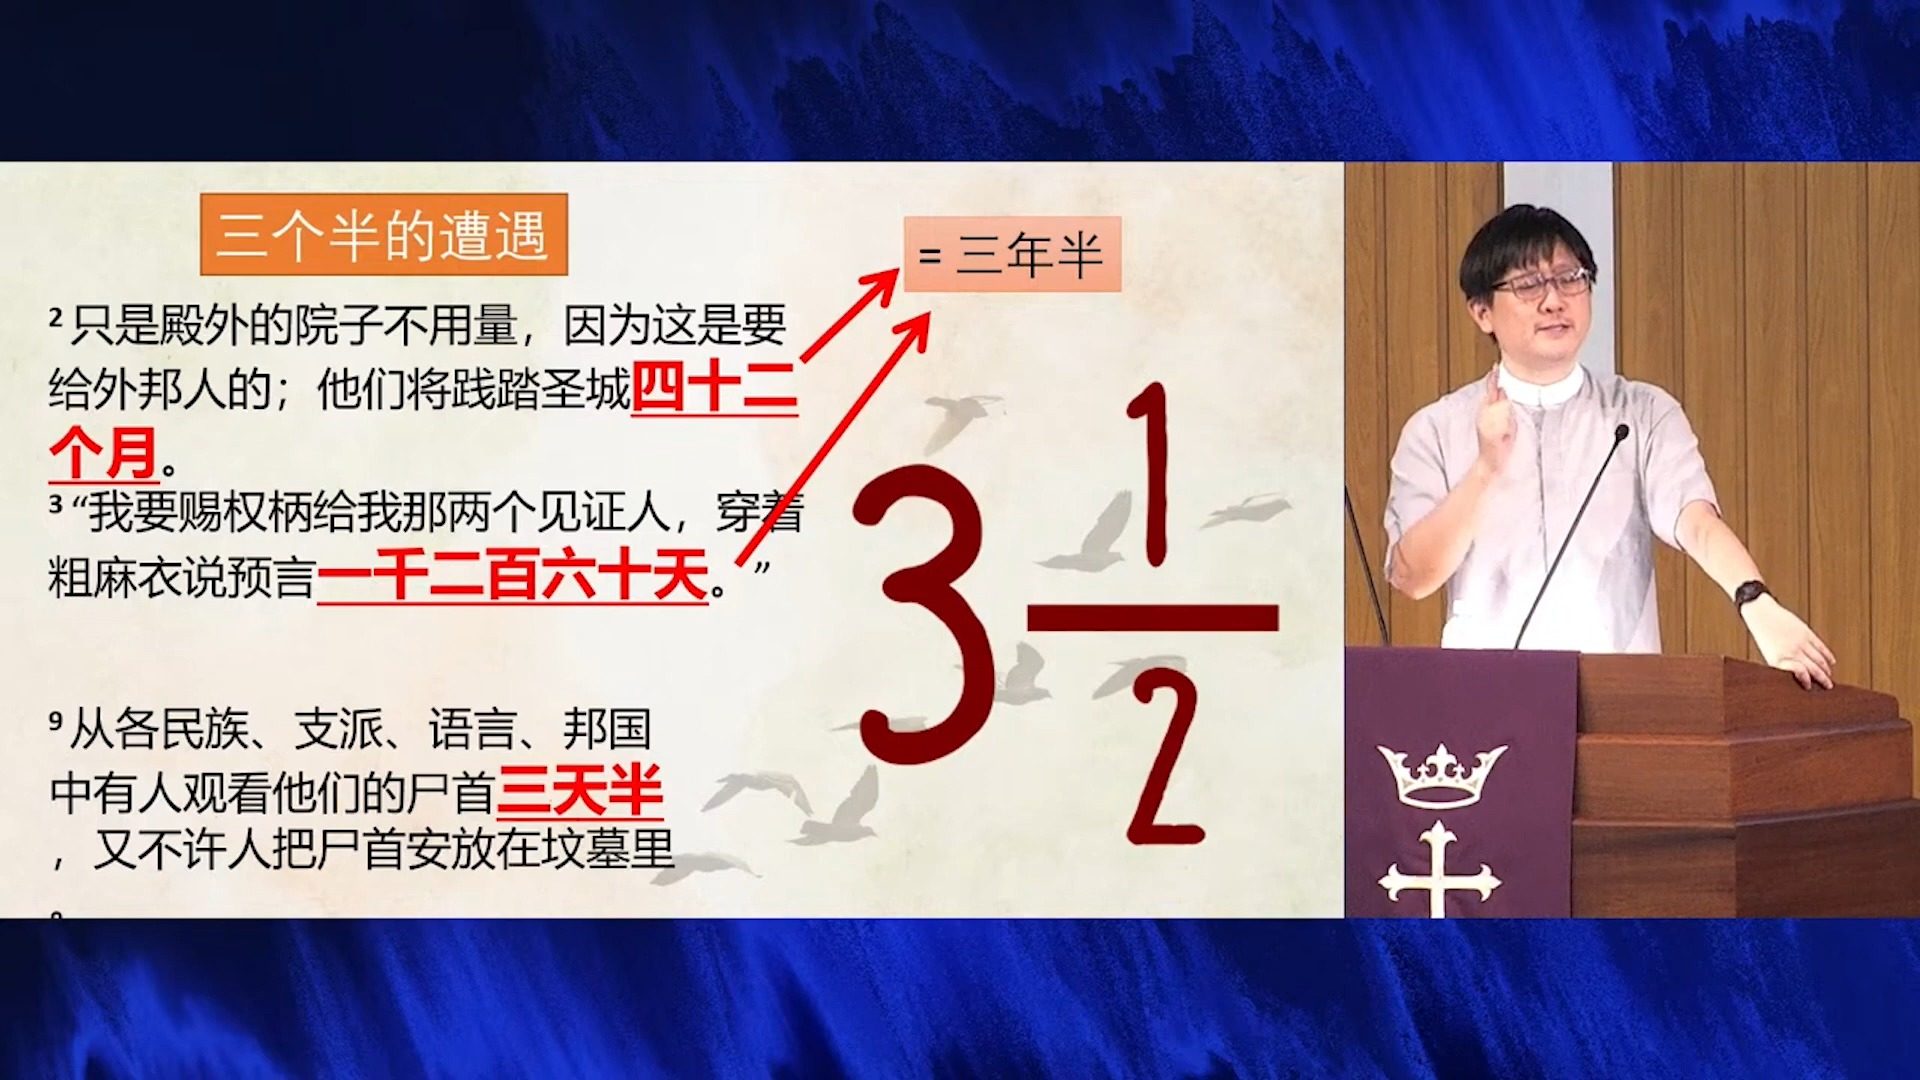 三个半的遭遇
= 三年半
2 只是殿外的院子不用量，因为这是要
给外邦人的；他们将践踏圣城四十二
个月。
3 “我要赐权柄给我那两个见证人，穿着
粗麻衣说预言一千二百六十天。”
3 1/2
9 从各民族、支派、语言、邦国
中有人观看他们的尸首三天半
，又不许人把尸首安放在坟墓里
。